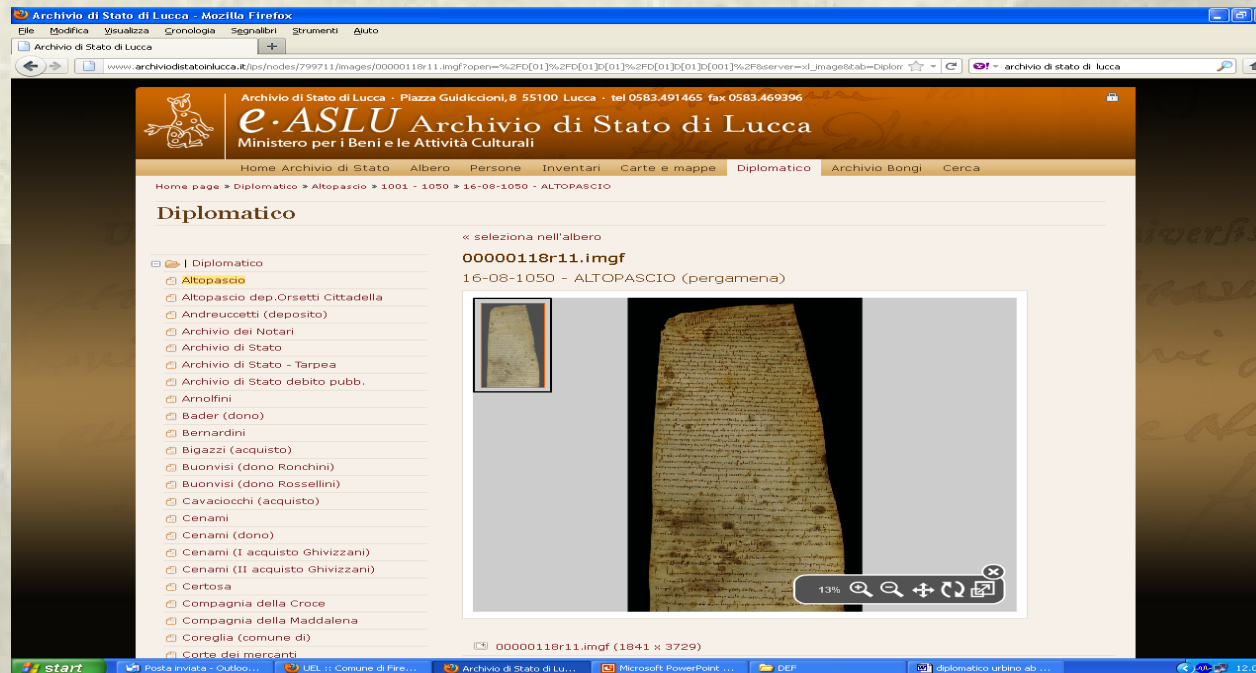 Archivio di Stato di Lucca - Mozilla Firefox
File Modifica Visualizza Cronologia Segnalibri Strumenti Aiuto
Archivio di Stato di Lucca
www.archiviodistatoinlucca.it/ips/nodes/799711/images/00000118r11.imgf?open=%2FD[01]%2FD[01]D[01]%2FD[01]D[01]D[001]%2F&server=xl_image&tab=Diplor archivio di stato di lucca
Archivio di Stato di Lucca · Piazza Guidiccioni,8 55100 Lucca · tel 0583.491465 fax 0583.469396
e·ASLU Archivio di Stato di Lucca
Ministero per i Beni e le Attività Culturali
Home Archivio di Stato Albero Persone Inventari Carte e mappe Diplomatico Archivio Bongi Cerca
Home page » Diplomatico » Altopascio » 1001 - 1050 » 16-08-1050 - ALTOPASCIO
Diplomatico
« seleziona nell'albero
00000118r11.imgf
16-08-1050 - ALTOPASCIO (pergamena)
| Diplomatico
Altopascio
Altopascio dep.Orsetti Cittadella
Andreuccetti (deposito)
Archivio dei Notari
Archivio di Stato
Archivio di Stato - Tarpea
Archivio di Stato debito pubb.
Arnolfini
Bader (dono)
Bernardini
Bigazzi (acquisto)
Buonvisi (dono Ronchini)
Buonvisi (dono Rossellini)
Cavaciocchi (acquisto)
Cenami
Cenami (dono)
Cenami (I acquisto Ghivizzani)
Cenami (II acquisto Ghivizzani)
Certosa
Compagnia della Croce
Compagnia della Maddalena
Coreglia (comune di)
Corte dei mercanti
13%
00000118r11.imgf (1841 x 3729)
start Posta inviata - Outloo... UEL :: Comune di Fire... Archivio di Stato di Lu... Microsoft PowerPoint ... DEF diplomatico urbino ab ... 12.0